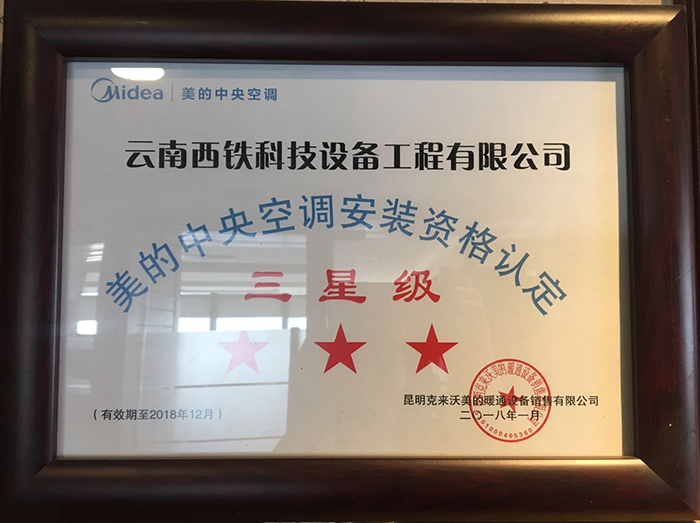 Midea 美的中央空调
云南西铁科技设备工程有限公司
美的中央空调安装资格认定
三星级
(有效期至2018年12月)
昆明克来沃美的暖通设备销售有限公司
二〇一八年一月